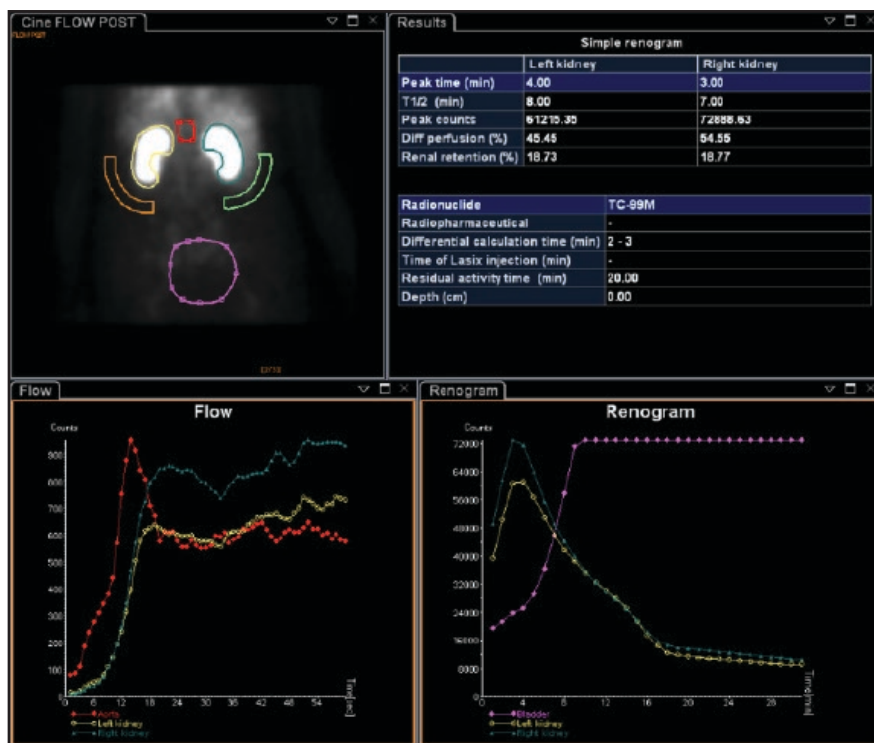 Cine FLOW POST
FLOW POST
Results
Simple renogram
Left kidney Right kidney
Peak time (min) 4.00 3.00
T1/2 (min) 8.00 7.00
Peak counts 61215.35 72888.63
Diff perfusion (%) 45.45 54.55
Renal retention (%) 18.73 18.77
Radionuclide TC-99M
Radiopharmaceutical -
Differential calculation time (min) 2 - 3
Time of Lasix injection (min) -
Residual activity time (min) 20.00
Depth (cm) 0.00
Flow
Flow
Counts
900
800
700
600
500
400
300
200
100
0
0 6 12 18 24 30 36 42 48 54
Time[sec]
Aorta
Left kidney
Right kidney
Renogram
Renogram
Counts
72000
64000
56000
48000
40000
32000
24000
16000
8000
0
0 4 8 12 16 20 24 28
Time[min]
Bladder
Left kidney
Right kidney